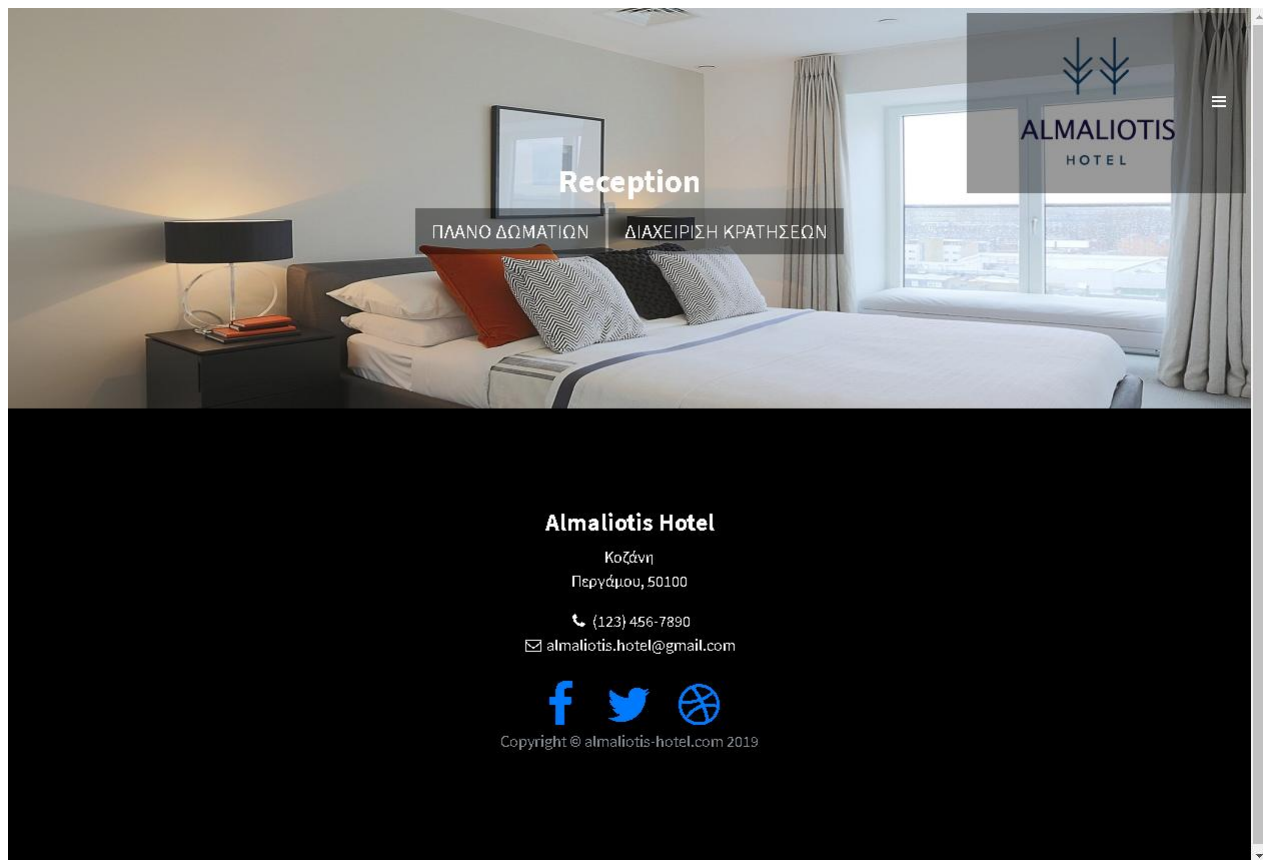 ALMALIOTIS
HOTEL
Reception
ΠΛΑΝΟ ΔΩΜΑΤΙΩΝ ΔΙΑΧΕΙΡΙΣΗ ΚΡΑΤΗΣΕΩΝ
Almaliotis Hotel
Κοζάνη
Περγάμου, 50100
(123) 456-7890
almaliotis.hotel@gmail.com
Copyright © almaliotis-hotel.com 2019